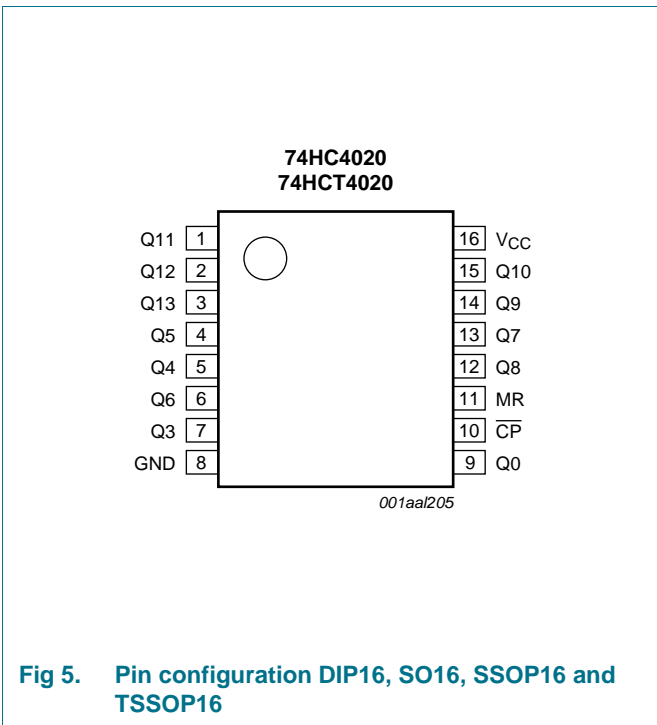 74HC4020
74HCT4020
Q11 1 16 VCC
Q12 2 15 Q10
Q13 3 14 Q9
Q5 4 13 Q7
Q4 5 12 Q8
Q6 6 11 MR
Q3 7 10 C̅P̅
GND 8 9 Q0
001aal205
Fig 5. Pin configuration DIP16, SO16, SSOP16 and
TSSOP16